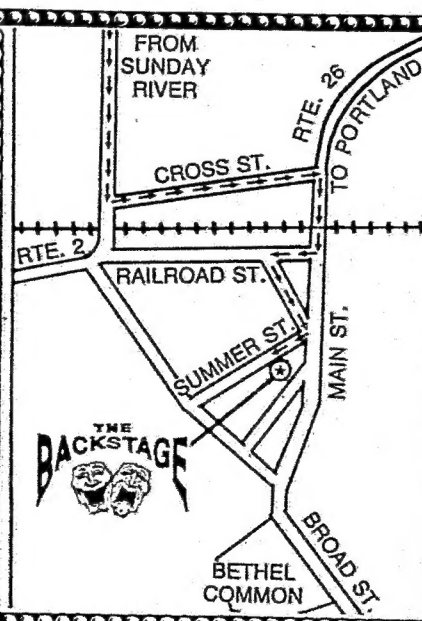 FROM
SUNDAY
RIVER
RTE. 26
TO PORTLAND
CROSS ST.
RTE. 2
RAILROAD ST.
SUMMER ST.
MAIN ST.
THE
BACKSTAGE
BROAD ST.
BETHEL
COMMON